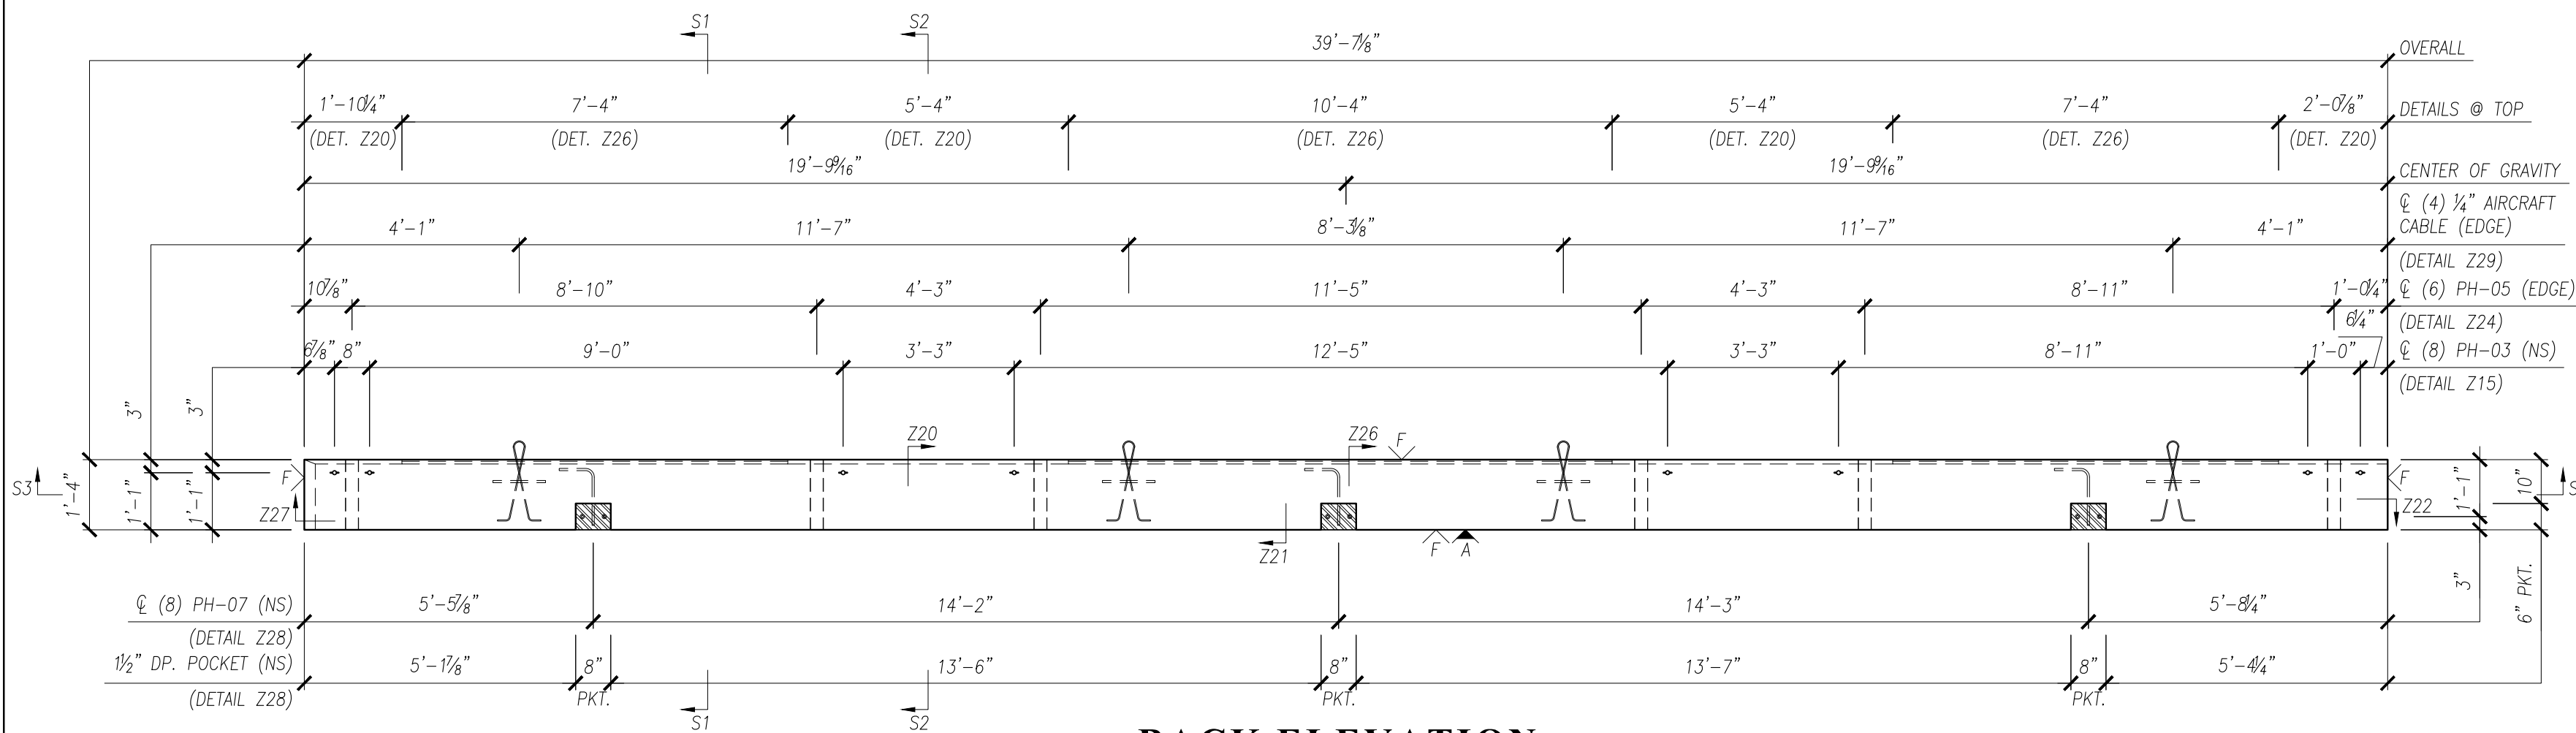 S1
S2
39'-7⅛"
OVERALL
1'-10¼"
7'-4"
5'-4"
10'-4"
5'-4"
7'-4"
2'-0⅞"
DETAILS @ TOP
(DET. Z20)
(DET. Z26)
(DET. Z20)
(DET. Z26)
(DET. Z20)
(DET. Z26)
(DET. Z20)
19'-9 9/16"
19'-9 9/16"
CENTER OF GRAVITY
℄ (4) ¼" AIRCRAFT
CABLE (EDGE)
4'-1"
11'-7"
8'-3⅛"
11'-7"
4'-1"
(DETAIL Z29)
10⅞"
8'-10"
4'-3"
11'-5"
4'-3"
8'-11"
1'-0¼"
℄ (6) PH-05 (EDGE)
(DETAIL Z24)
6¼"
6⅞"
8"
9'-0"
3'-3"
12'-5"
3'-3"
8'-11"
1'-0"
℄ (8) PH-03 (NS)
(DETAIL Z15)
3"
3"
Z20
Z26
F
S3
1'-4"
1'-1"
1'-1"
F
Z27
F
Z22
1'-1"
10"
S
Z21
F
A
3"
6" PKT.
℄ (8) PH-07 (NS)
5'-5⅞"
14'-2"
14'-3"
5'-8¼"
(DETAIL Z28)
1½" DP. POCKET (NS)
5'-1⅞"
8"
13'-6"
8"
13'-7"
8"
5'-4¼"
(DETAIL Z28)
PKT.
PKT.
PKT.
S1
S2
BACK ELEVATION